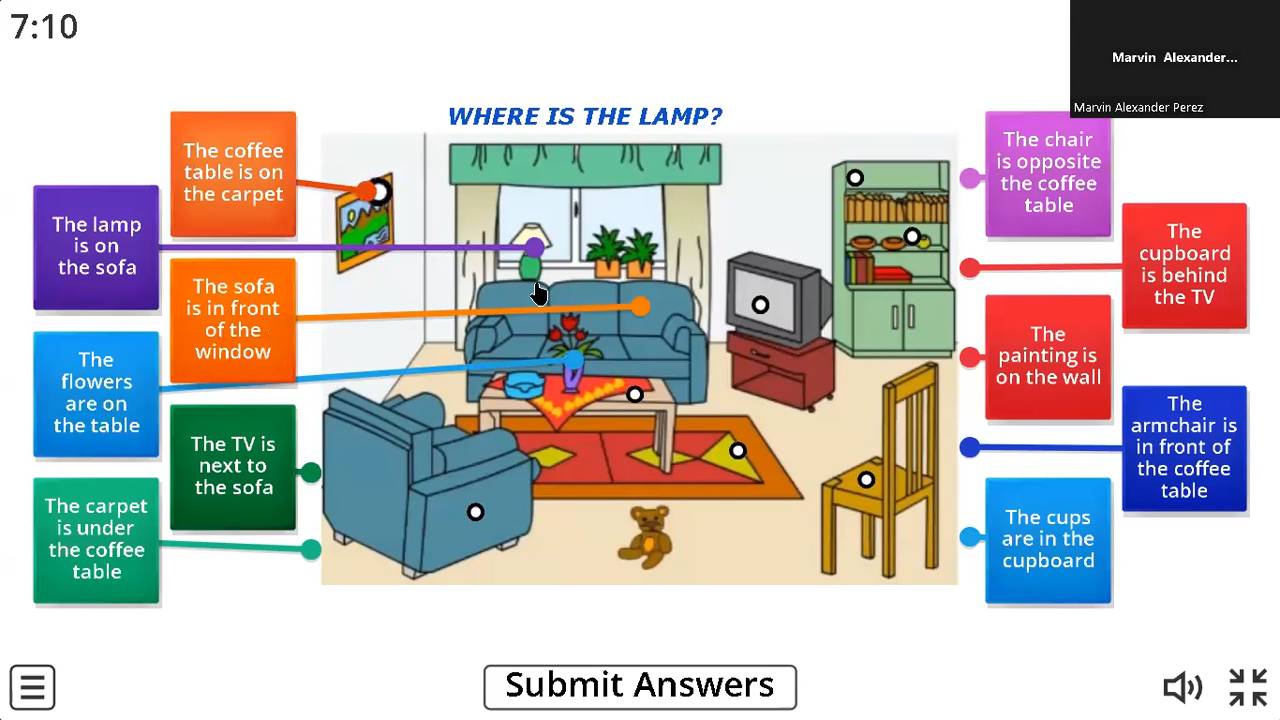 7:10
Marvin Alexander...
Marvin Alexander Perez
WHERE IS THE LAMP?
The coffee
table is on
the carpet
The lamp
is on
the sofa
The sofa
is in front
of the
window
The
flowers
are on
the table
The TV is
next to
the sofa
The carpet
is under
the coffee
table
The chair
is opposite
the coffee
table
The
cupboard
is behind
the TV
The
painting is
on the wall
The
armchair is
in front of
the coffee
table
The cups
are in the
cupboard
Submit Answers